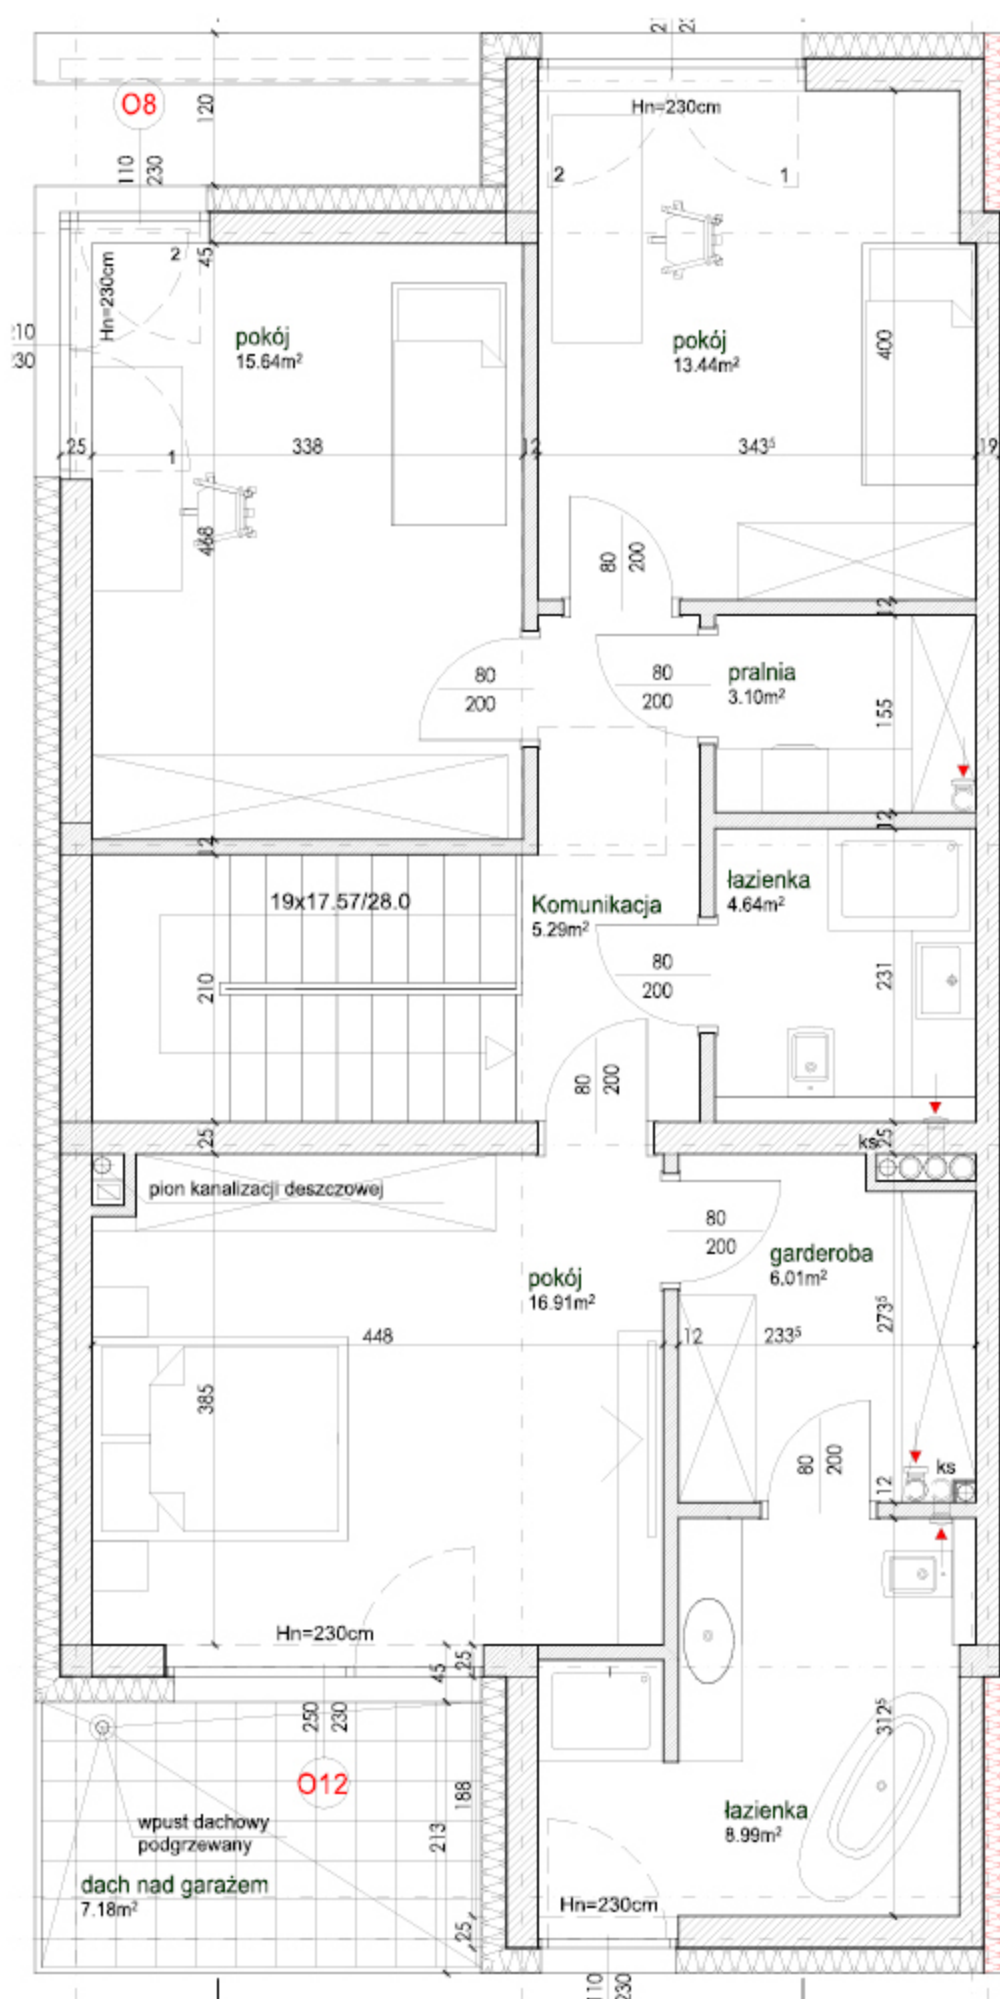 O8
120
110
230
Hn=230cm
2
1
Hn=230cm
2
45
pokój
15.64m²
pokój
13.44m²
400
25
1
338
12
343⁵
19
468
80
200
12
80
200
80
200
pralnia
3.10m²
155
12
12
19x17.57/28.0
Komunikacja
5.29m²
łazienka
4.64m²
210
80
200
231
80
200
25
ks
25
pion kanalizacji deszczowej
80
200
garderoba
6.01m²
pokój
16.91m²
448
12
233⁵
273⁵
385
80
200
12
ks
Hn=230cm
45
25
250
230
O12
312⁵
188
213
wpust dachowy
podgrzewany
łazienka
8.99m²
dach nad garażem
7.18m²
Hn=230cm
25
110
230